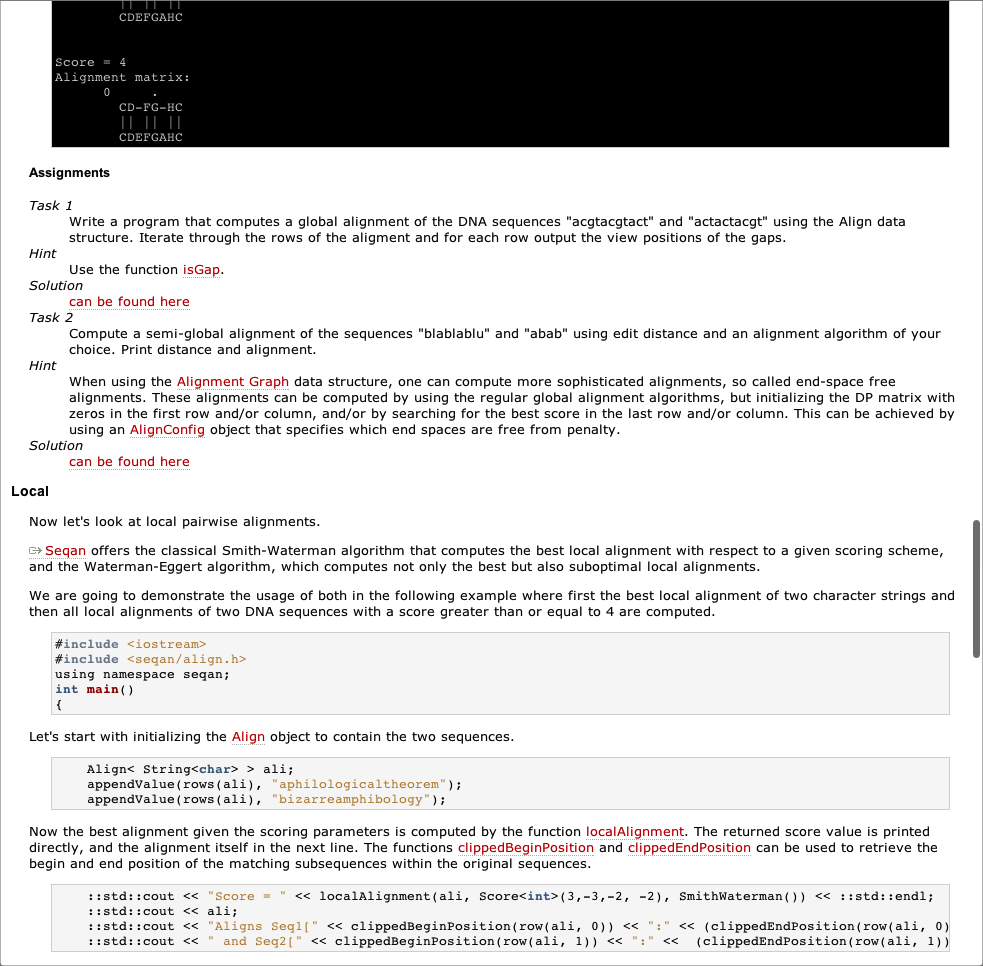 || || ||
CDEFGAHC
Score = 4
Alignment matrix:
0 .
CD-FG-HC
|| || ||
CDEFGAHC
Assignments
Task 1
Write a program that computes a global alignment of the DNA sequences "acgtacgtact" and "actactacgt" using the Align data
structure. Iterate through the rows of the aligment and for each row output the view positions of the gaps.
Hint
Use the function isGap.
Solution
can be found here
Task 2
Compute a semi-global alignment of the sequences "blablablu" and "abab" using edit distance and an alignment algorithm of your
choice. Print distance and alignment.
Hint
When using the Alignment Graph data structure, one can compute more sophisticated alignments, so called end-space free
alignments. These alignments can be computed by using the regular global alignment algorithms, but initializing the DP matrix with
zeros in the first row and/or column, and/or by searching for the best score in the last row and/or column. This can be achieved by
using an AlignConfig object that specifies which end spaces are free from penalty.
Solution
can be found here
Local
Now let's look at local pairwise alignments.
Seqan offers the classical Smith-Waterman algorithm that computes the best local alignment with respect to a given scoring scheme,
and the Waterman-Eggert algorithm, which computes not only the best but also suboptimal local alignments.
We are going to demonstrate the usage of both in the following example where first the best local alignment of two character strings and
then all local alignments of two DNA sequences with a score greater than or equal to 4 are computed.
#include <iostream>
#include <seqan/align.h>
using namespace seqan;
int main()
{
Let's start with initializing the Align object to contain the two sequences.
Align< String<char> > ali;
appendValue(rows(ali), "aphilologicaltheorem");
appendValue(rows(ali), "bizarreamphibology");
Now the best alignment given the scoring parameters is computed by the function localAlignment. The returned score value is printed
directly, and the alignment itself in the next line. The functions clippedBeginPosition and clippedEndPosition can be used to retrieve the
begin and end position of the matching subsequences within the original sequences.
::std::cout << "Score = " << localAlignment(ali, Score<int>(3,-3,-2, -2), SmithWaterman()) << ::std::endl;
::std::cout << ali;
::std::cout << "Aligns Seq1[" << clippedBeginPosition(row(ali, 0)) << ":" << (clippedEndPosition(row(ali, 0)
::std::cout << " and Seq2[" << clippedBeginPosition(row(ali, 1)) << ":" << (clippedEndPosition(row(ali, 1))